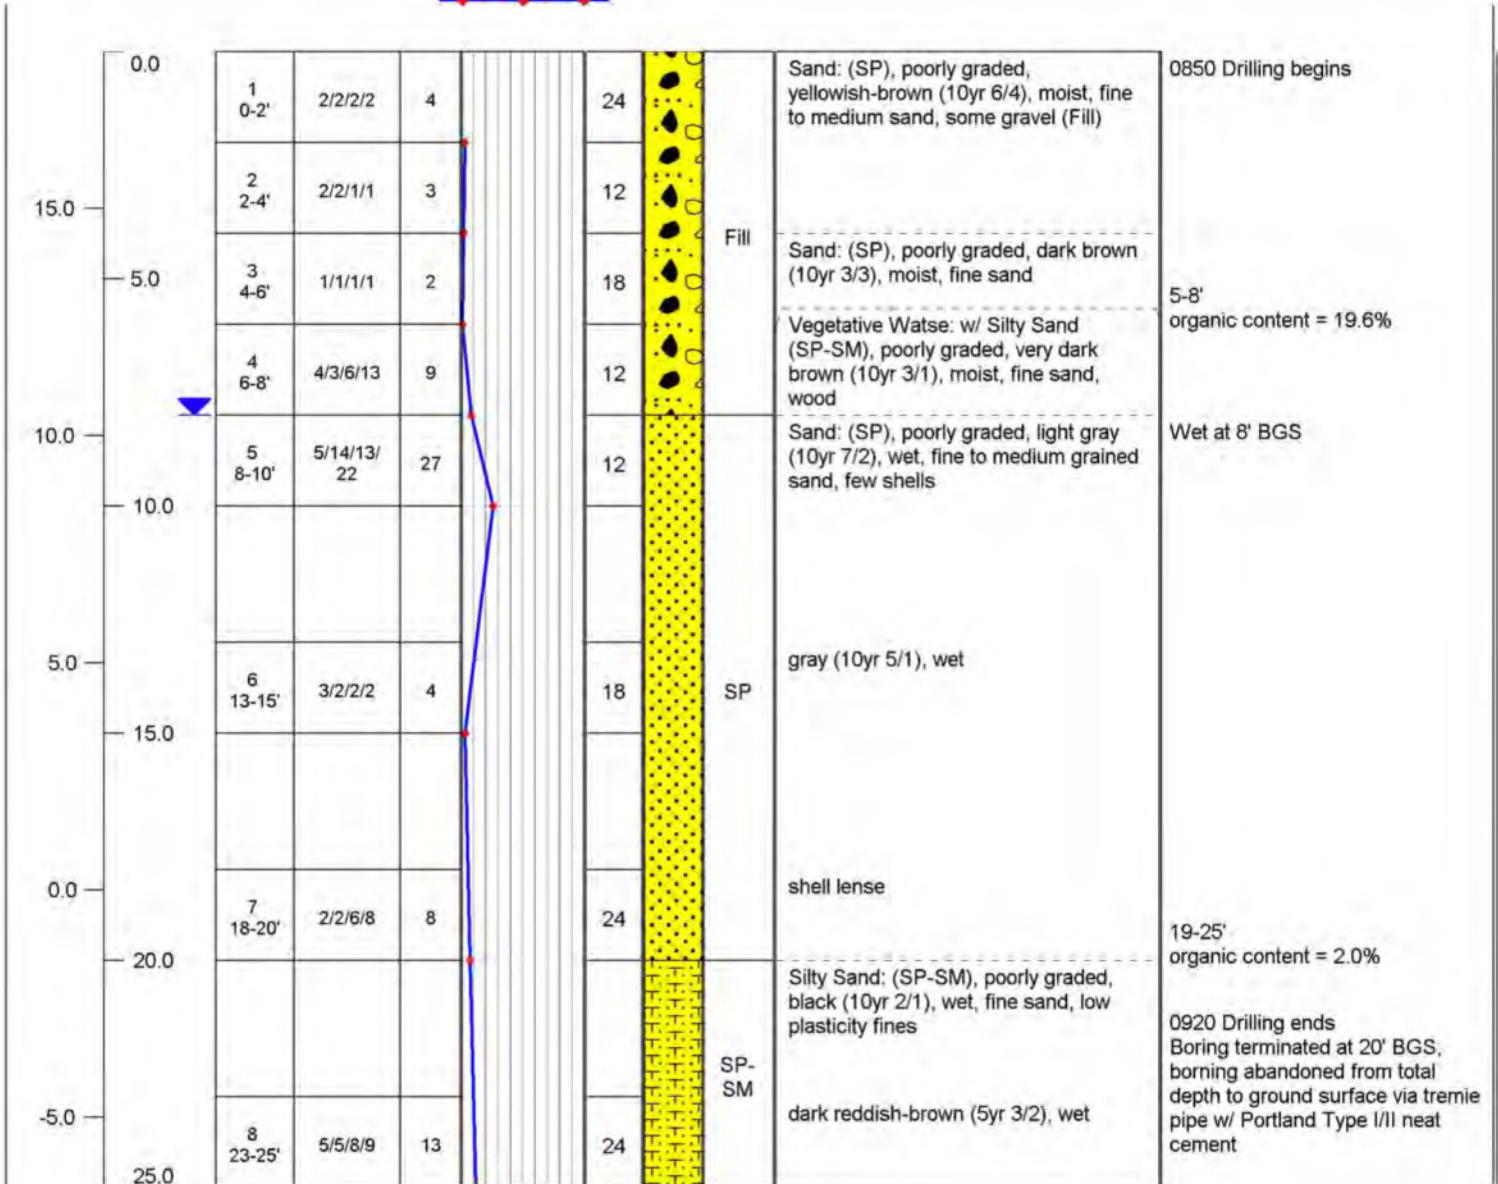 0.0
1
0-2'
2/2/2/2
4
24
Sand: (SP), poorly graded,
yellowish-brown (10yr 6/4), moist, fine
to medium sand, some gravel (Fill)
0850 Drilling begins
2
2-4'
2/2/1/1
3
12
15.0
Fill
Sand: (SP), poorly graded, dark brown
(10yr 3/3), moist, fine sand
5.0
3
4-6'
1/1/1/1
2
18
5-8'
organic content = 19.6%
Vegetative Watse: w/ Silty Sand
(SP-SM), poorly graded, very dark
brown (10yr 3/1), moist, fine sand,
wood
4
6-8'
4/3/6/13
9
12
10.0
5
8-10'
5/14/13/
22
27
12
Sand: (SP), poorly graded, light gray
(10yr 7/2), wet, fine to medium grained
sand, few shells
Wet at 8' BGS
10.0
5.0
6
13-15'
3/2/2/2
4
18
SP
gray (10yr 5/1), wet
15.0
0.0
7
18-20'
2/2/6/8
8
24
shell lense
19-25'
organic content = 2.0%
20.0
Silty Sand: (SP-SM), poorly graded,
black (10yr 2/1), wet, fine sand, low
plasticity fines
0920 Drilling ends
Boring terminated at 20' BGS,
borning abandoned from total
depth to ground surface via tremie
pipe w/ Portland Type I/II neat
cement
SP-
SM
-5.0
8
23-25'
5/5/8/9
13
24
dark reddish-brown (5yr 3/2), wet
25.0